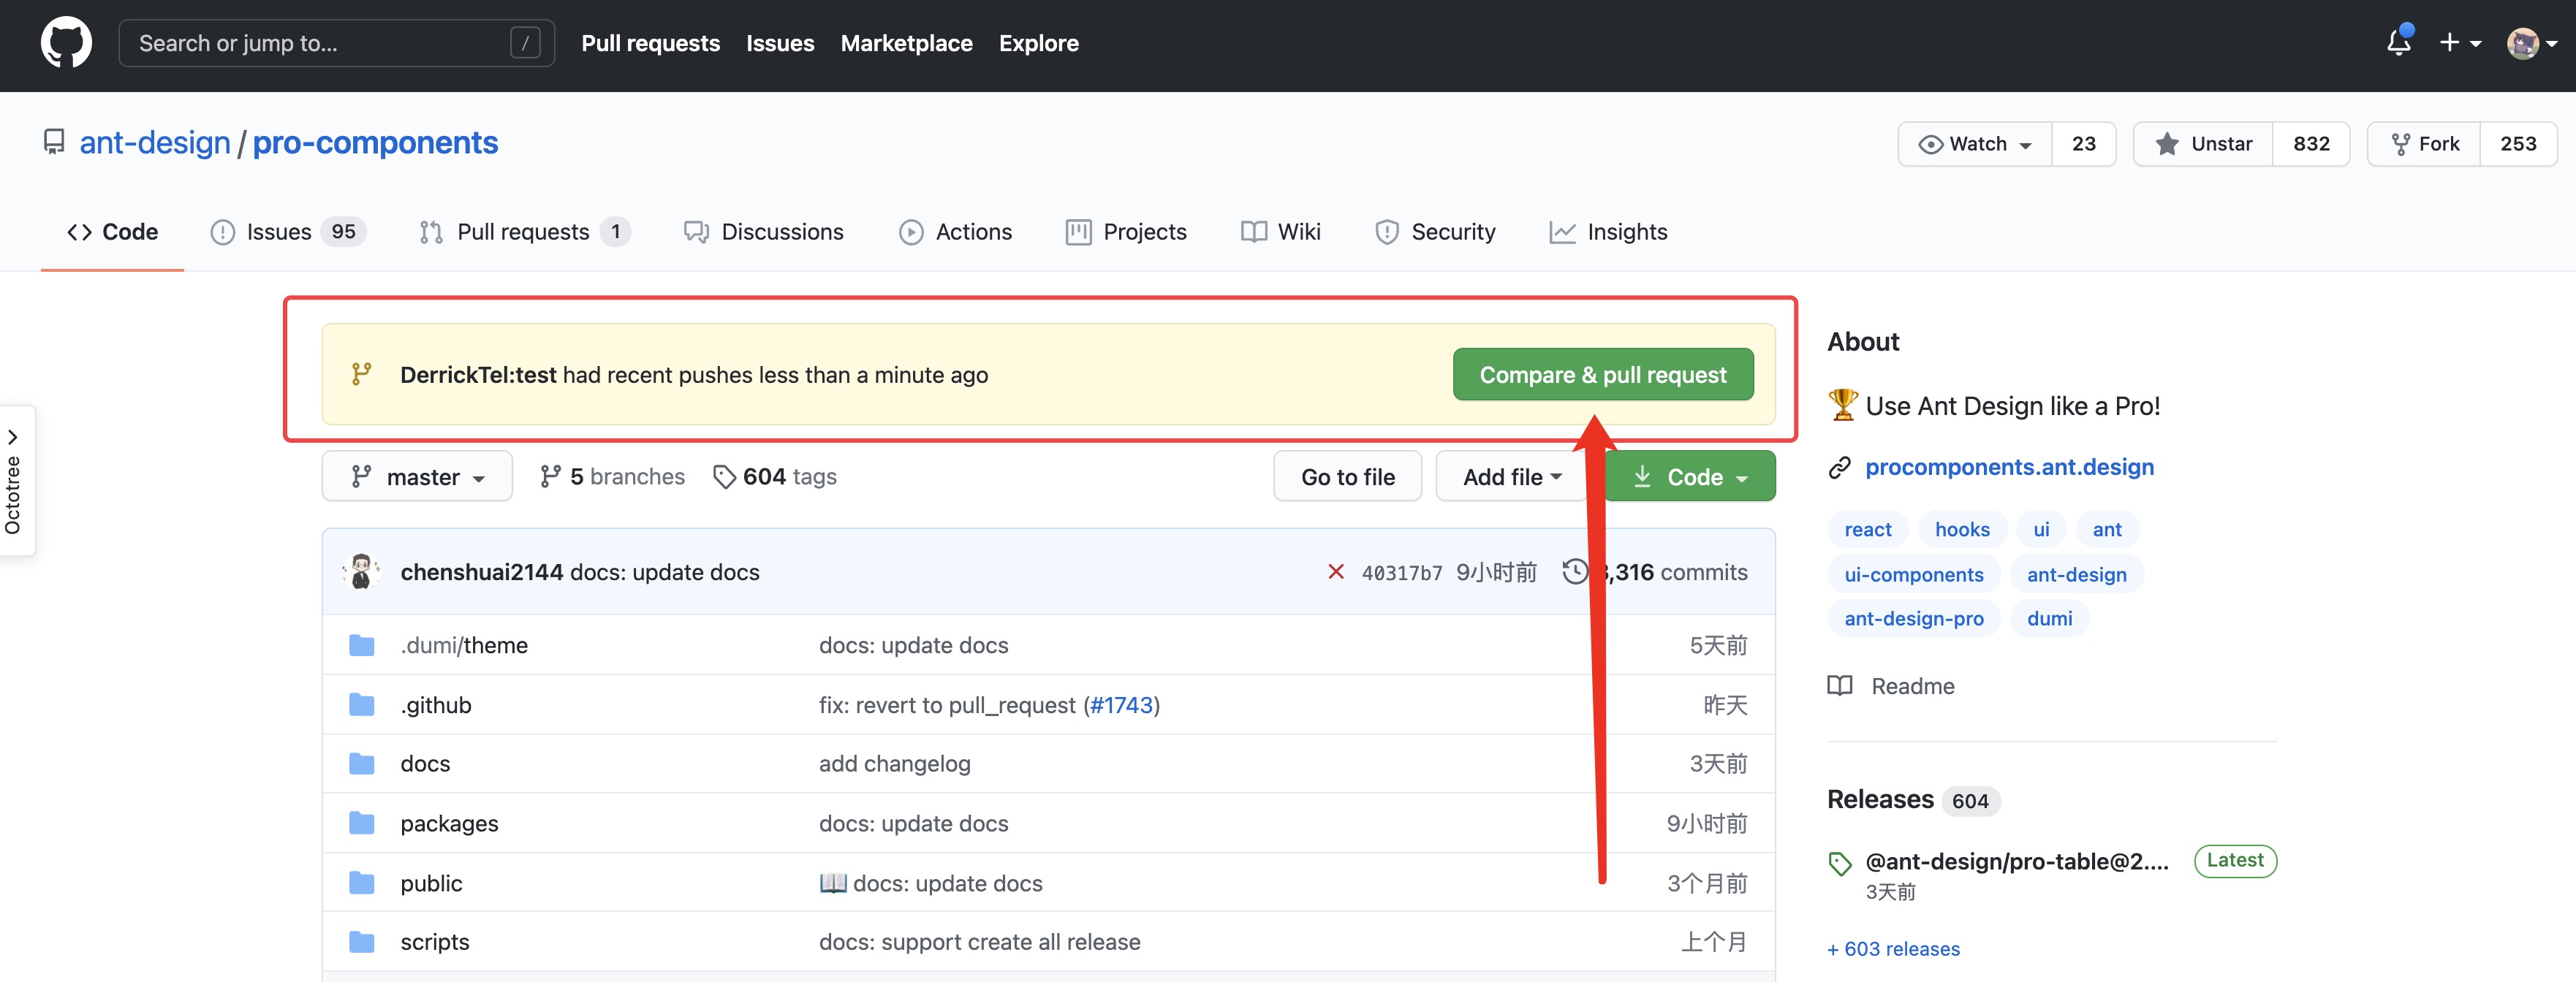 Search or jump to... /
Pull requests Issues Marketplace Explore
ant-design / pro-components
Watch 23 Unstar 832 Fork 253
Code Issues 95 Pull requests 1 Discussions Actions Projects Wiki Security Insights
DerrickTel:test had recent pushes less than a minute ago Compare & pull request
master 5 branches 604 tags Go to file Add file Code
chenshuai2144 docs: update docs 40317b7 9小时前 ,316 commits
.dumi/theme docs: update docs 5天前
.github fix: revert to pull_request (#1743) 昨天
docs add changelog 3天前
packages docs: update docs 9小时前
public 📖 docs: update docs 3个月前
scripts docs: support create all release 上个月
Octotree
About
🏆 Use Ant Design like a Pro!
procomponents.ant.design
react hooks ui ant
ui-components ant-design
ant-design-pro dumi
Readme
Releases 604
@ant-design/pro-table@2.... Latest
3天前
+ 603 releases